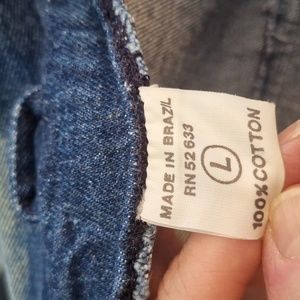 MADE IN BRAZIL
RN 52633
L
100% COTTON